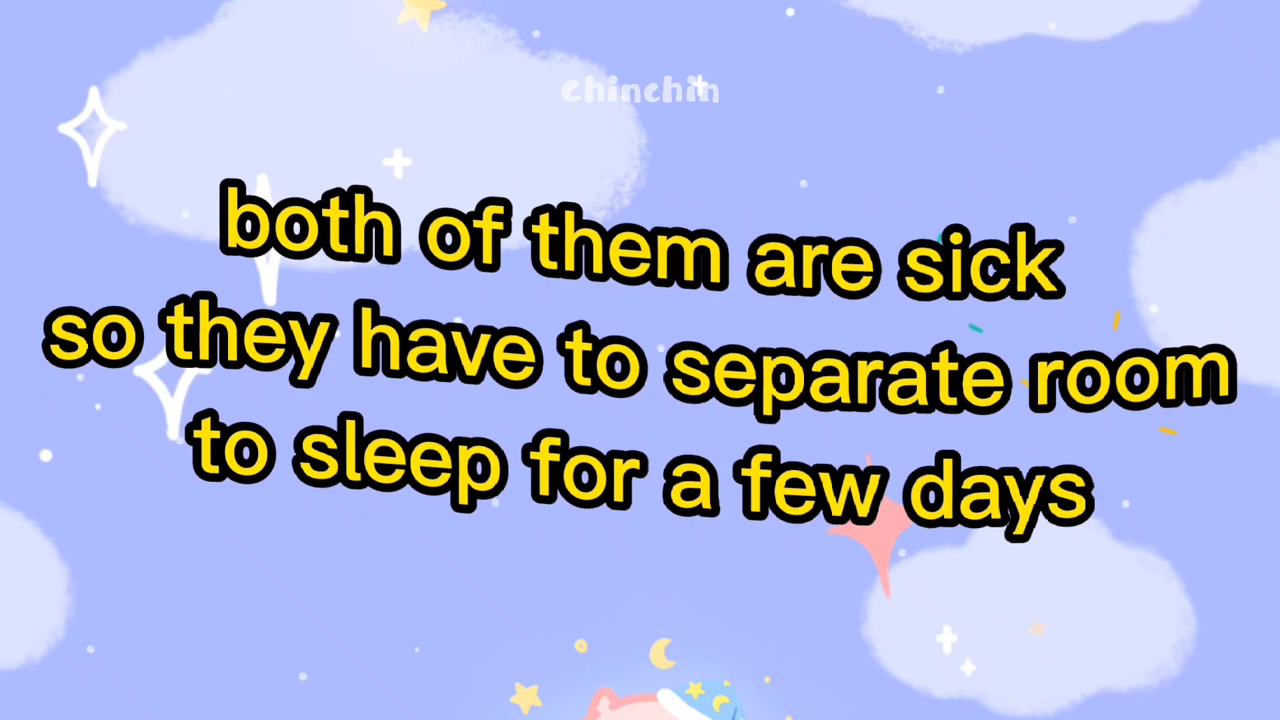 chinchin
both of them are sick
so they have to separate room
to sleep for a few days